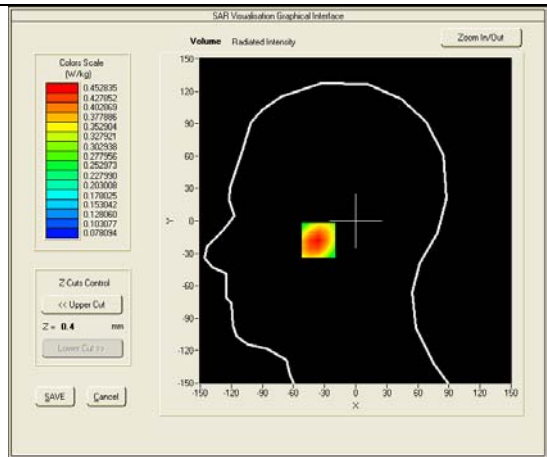 SAR Visualisation Graphical Interface
Volume Radiated Intensity
Zoom In/Out
Colors Scale
(W/kg)
0.452835
0.427852
0.402869
0.377886
0.352904
0.327921
0.302938
0.277956
0.252973
0.227990
0.203008
0.178025
0.153042
0.128060
0.103077
0.078094
Z-Cuts Control
<< Upper Cut
Z = 0.4 mm
Lower Cut >>
SAVE Cancel
150
120
90
60
30
0
-30
-60
-90
-120
-150
Y
-150 -120 -90 -60 -30 0 30 60 90 120 150
X